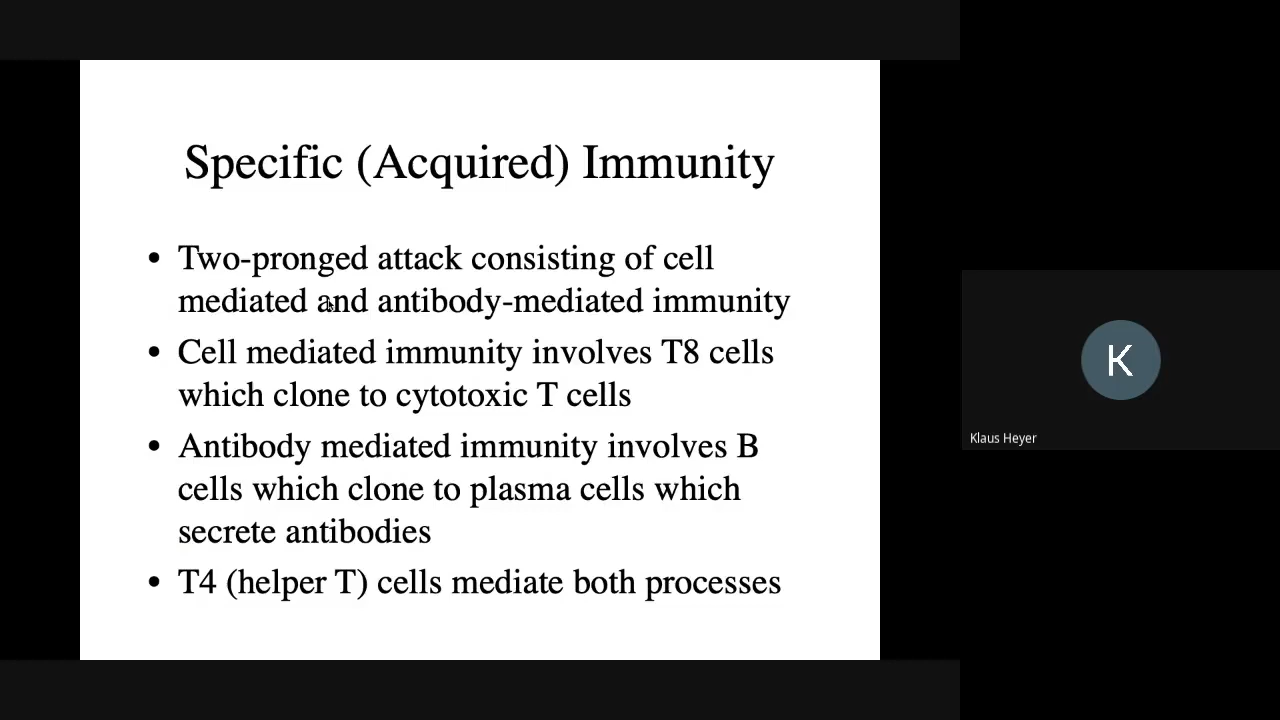 Specific (Acquired) Immunity
• Two-pronged attack consisting of cell
mediated and antibody-mediated immunity
• Cell mediated immunity involves T8 cells
which clone to cytotoxic T cells
• Antibody mediated immunity involves B
cells which clone to plasma cells which
secrete antibodies
• T4 (helper T) cells mediate both processes
K
Klaus Heyer